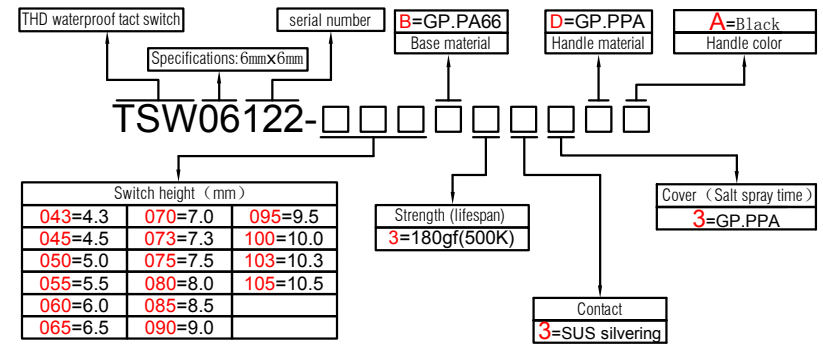 THD waterproof tact switch
serial number
B=GP.PA66
Base material
D=GP.PPA
Handle material
A=Black
Handle color
Specifications:6mmx6mm
TSW06122-□□□□□□□□□
Switch height（mm）
043=4.3 070=7.0 095=9.5
045=4.5 073=7.3 100=10.0
050=5.0 075=7.5 103=10.3
055=5.5 080=8.0 105=10.5
060=6.0 085=8.5
065=6.5 090=9.0
Strength (lifespan)
3=180gf(500K)
Cover（Salt spray time）
3=GP.PPA
Contact
3=SUS silvering